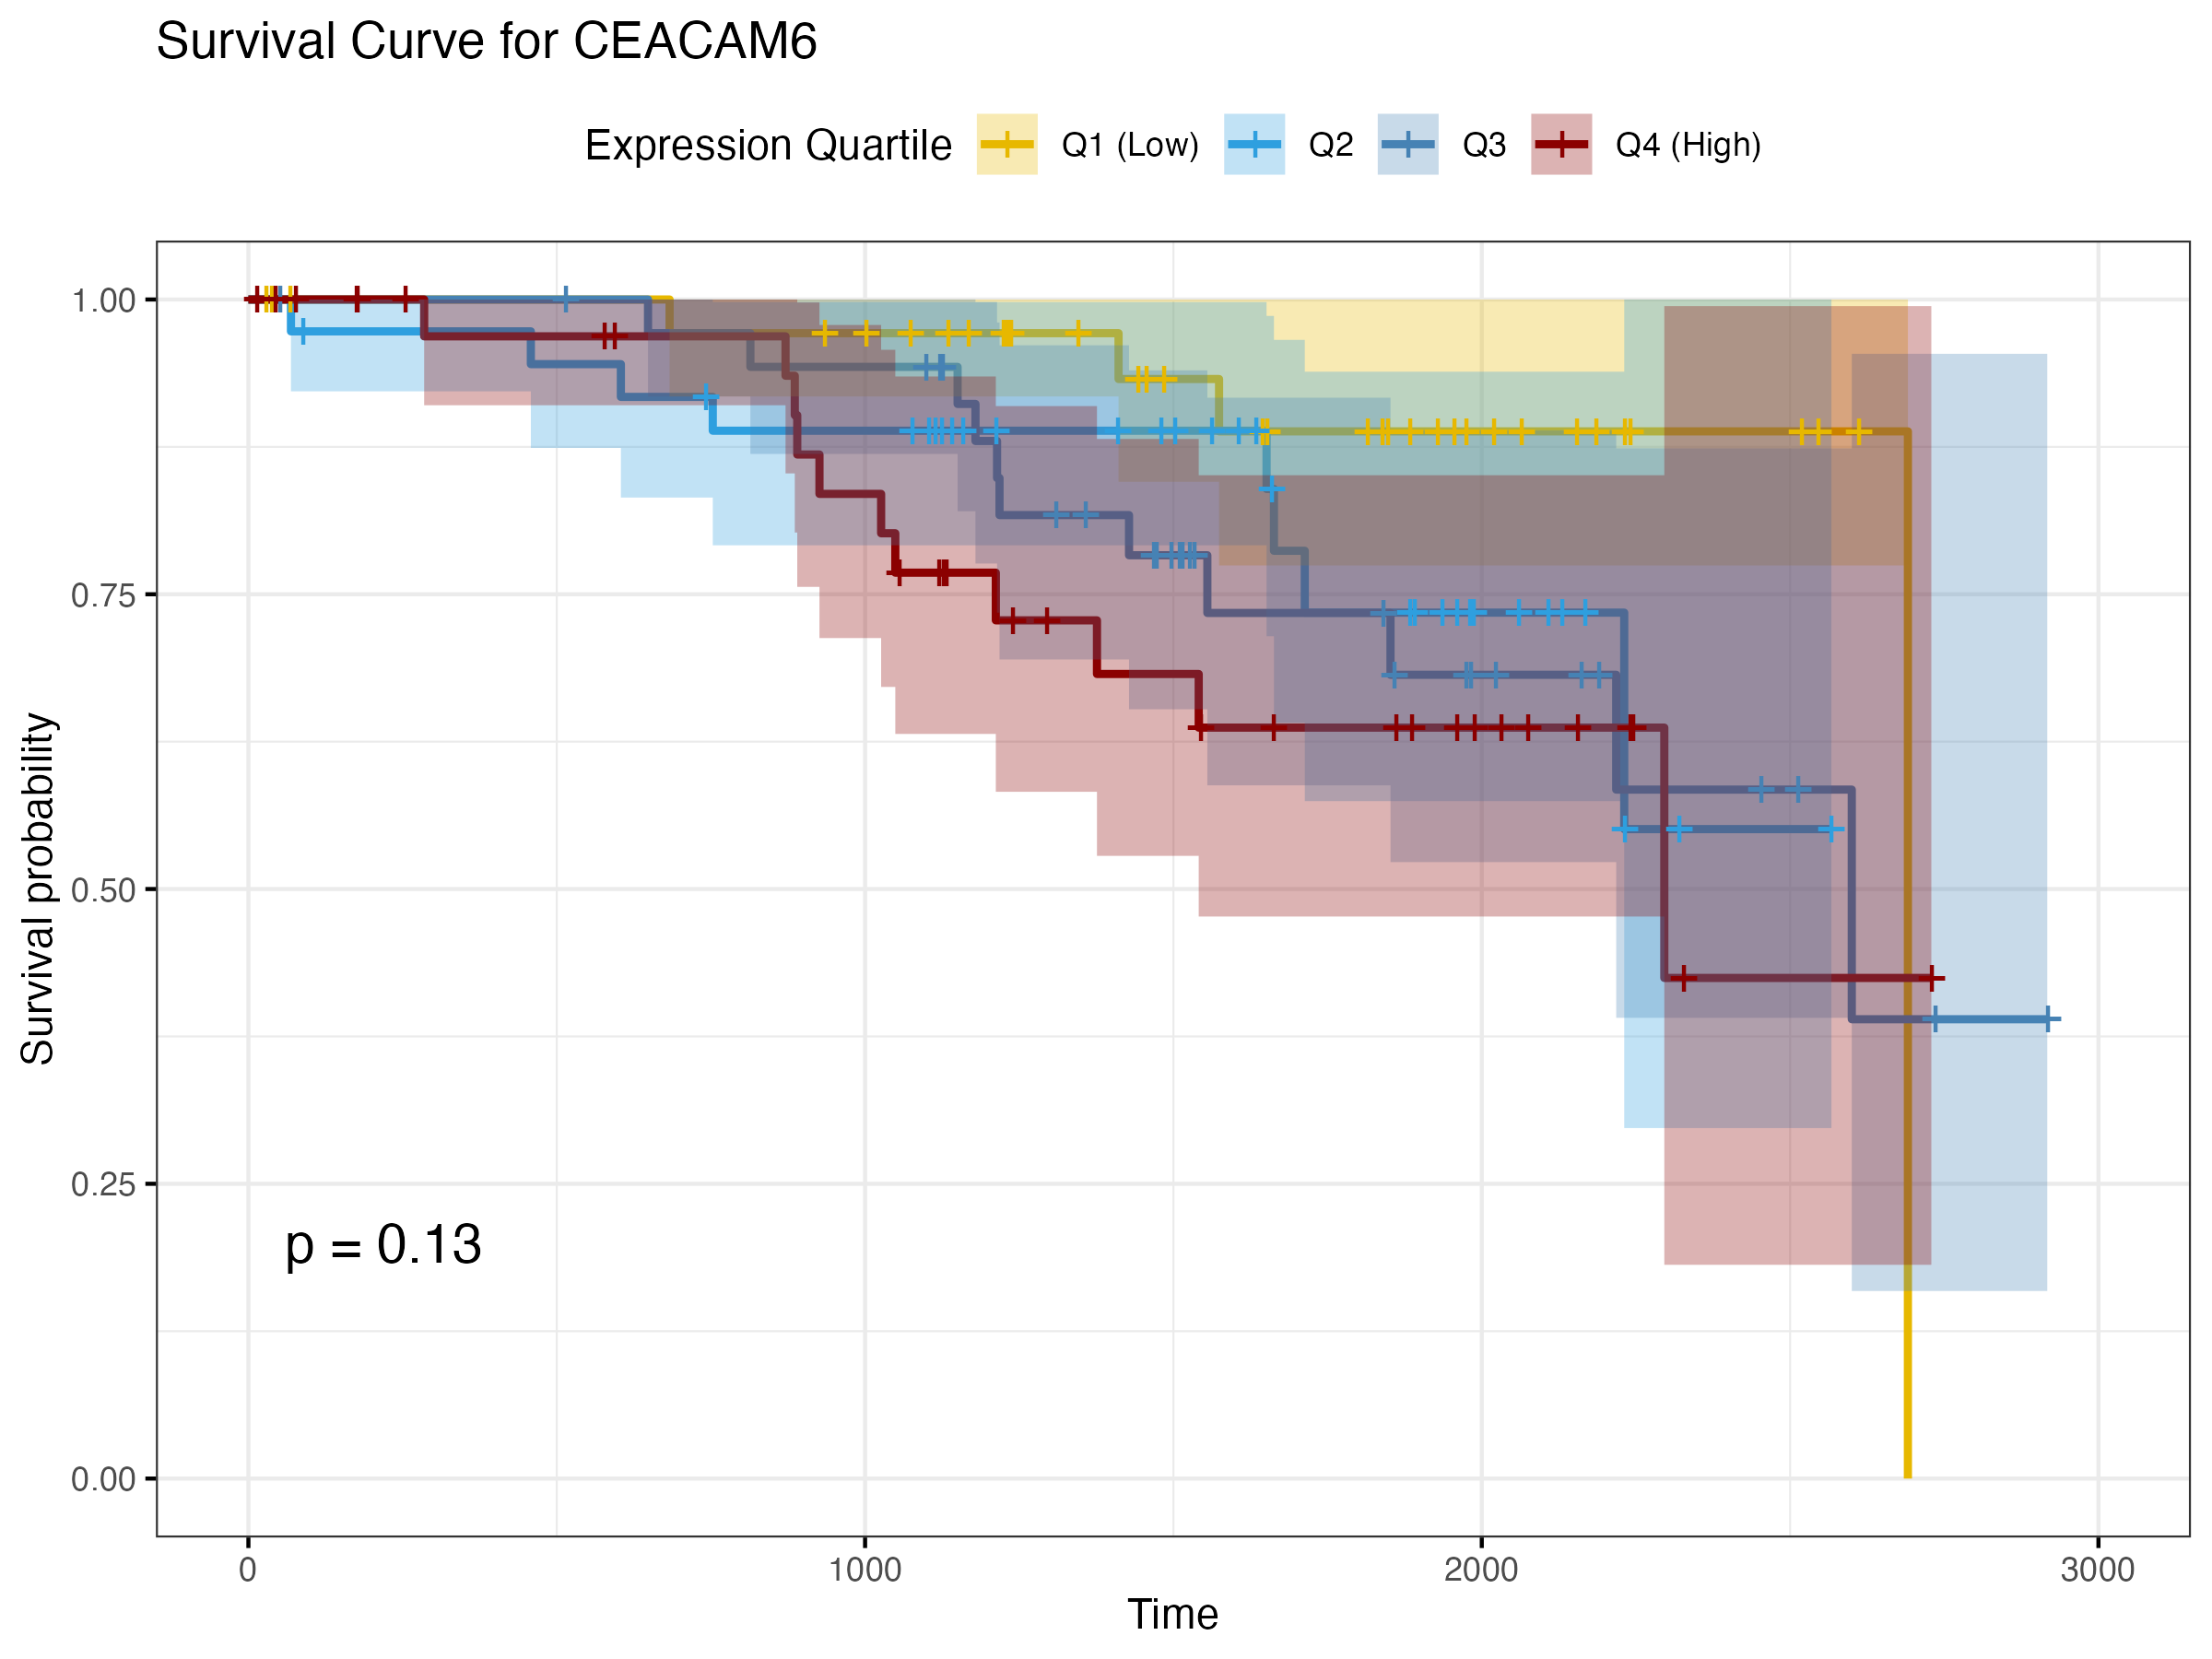 Survival Curve for CEACAM6
Expression Quartile Q1 (Low) Q2 Q3 Q4 (High)
Survival probability
1.00
0.75
0.50
0.25
0.00
p = 0.13
0 1000 2000 3000
Time